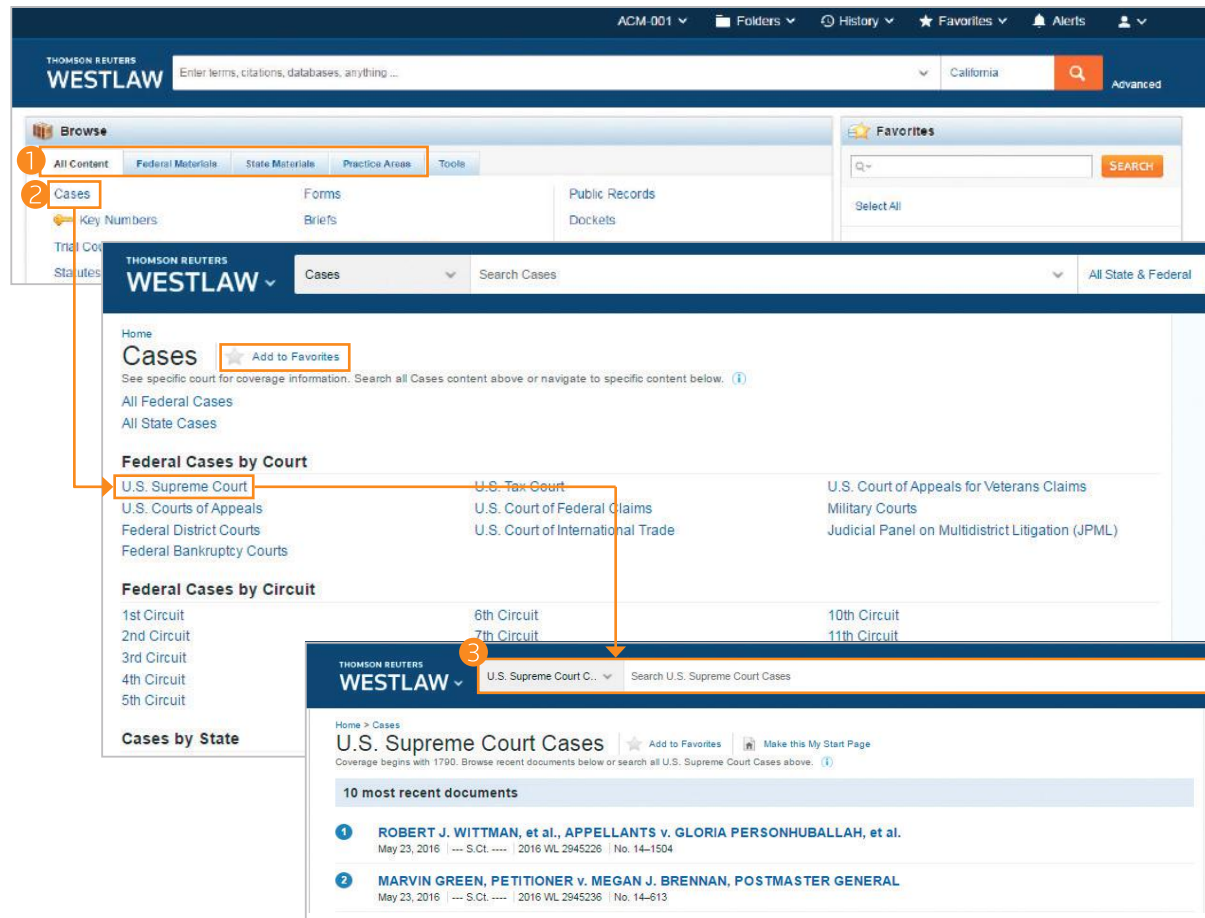 ACM-001 Folders History Favorites Alerts
THOMSON REUTERS
WESTLAW
Enter terms, citations, databases, anything ...
California
Advanced
Browse
Favorites
1
All Content Federal Materials State Materials Practice Areas Tools
SEARCH
2
Cases Forms Public Records
Select All
Key Numbers Briefs Dockets
Trial
Statutes
THOMSON REUTERS
WESTLAW
Cases
Search Cases
All State & Federal
Home
Cases Add to Favorites
See specific court for coverage information. Search all Cases content above or navigate to specific content below.
All Federal Cases
All State Cases
Federal Cases by Court
U.S. Supreme Court U.S. Tax Court U.S. Court of Appeals for Veterans Claims
U.S. Courts of Appeals U.S. Court of Federal Claims Military Courts
Federal District Courts U.S. Court of International Trade Judicial Panel on Multidistrict Litigation (JPML)
Federal Bankruptcy Courts
Federal Cases by Circuit
1st Circuit 6th Circuit 10th Circuit
2nd Circuit 7th Circuit 11th Circuit
3rd Circuit
4th Circuit
5th Circuit
Cases by State
3
THOMSON REUTERS
WESTLAW
U.S. Supreme Court C..
Search U.S. Supreme Court Cases
Home > Cases
U.S. Supreme Court Cases Add to Favorites Make this My Start Page
Coverage begins with 1790. Browse recent documents below or search all U.S. Supreme Court Cases above.
10 most recent documents
1 ROBERT J. WITTMAN, et al., APPELLANTS v. GLORIA PERSONHUBALLAH, et al.
May 23, 2016 | --- S.Ct. ---- | 2016 WL 2945226 | No. 14–1504
2 MARVIN GREEN, PETITIONER v. MEGAN J. BRENNAN, POSTMASTER GENERAL
May 23, 2016 | --- S.Ct. ---- | 2016 WL 2945236 | No. 14–613